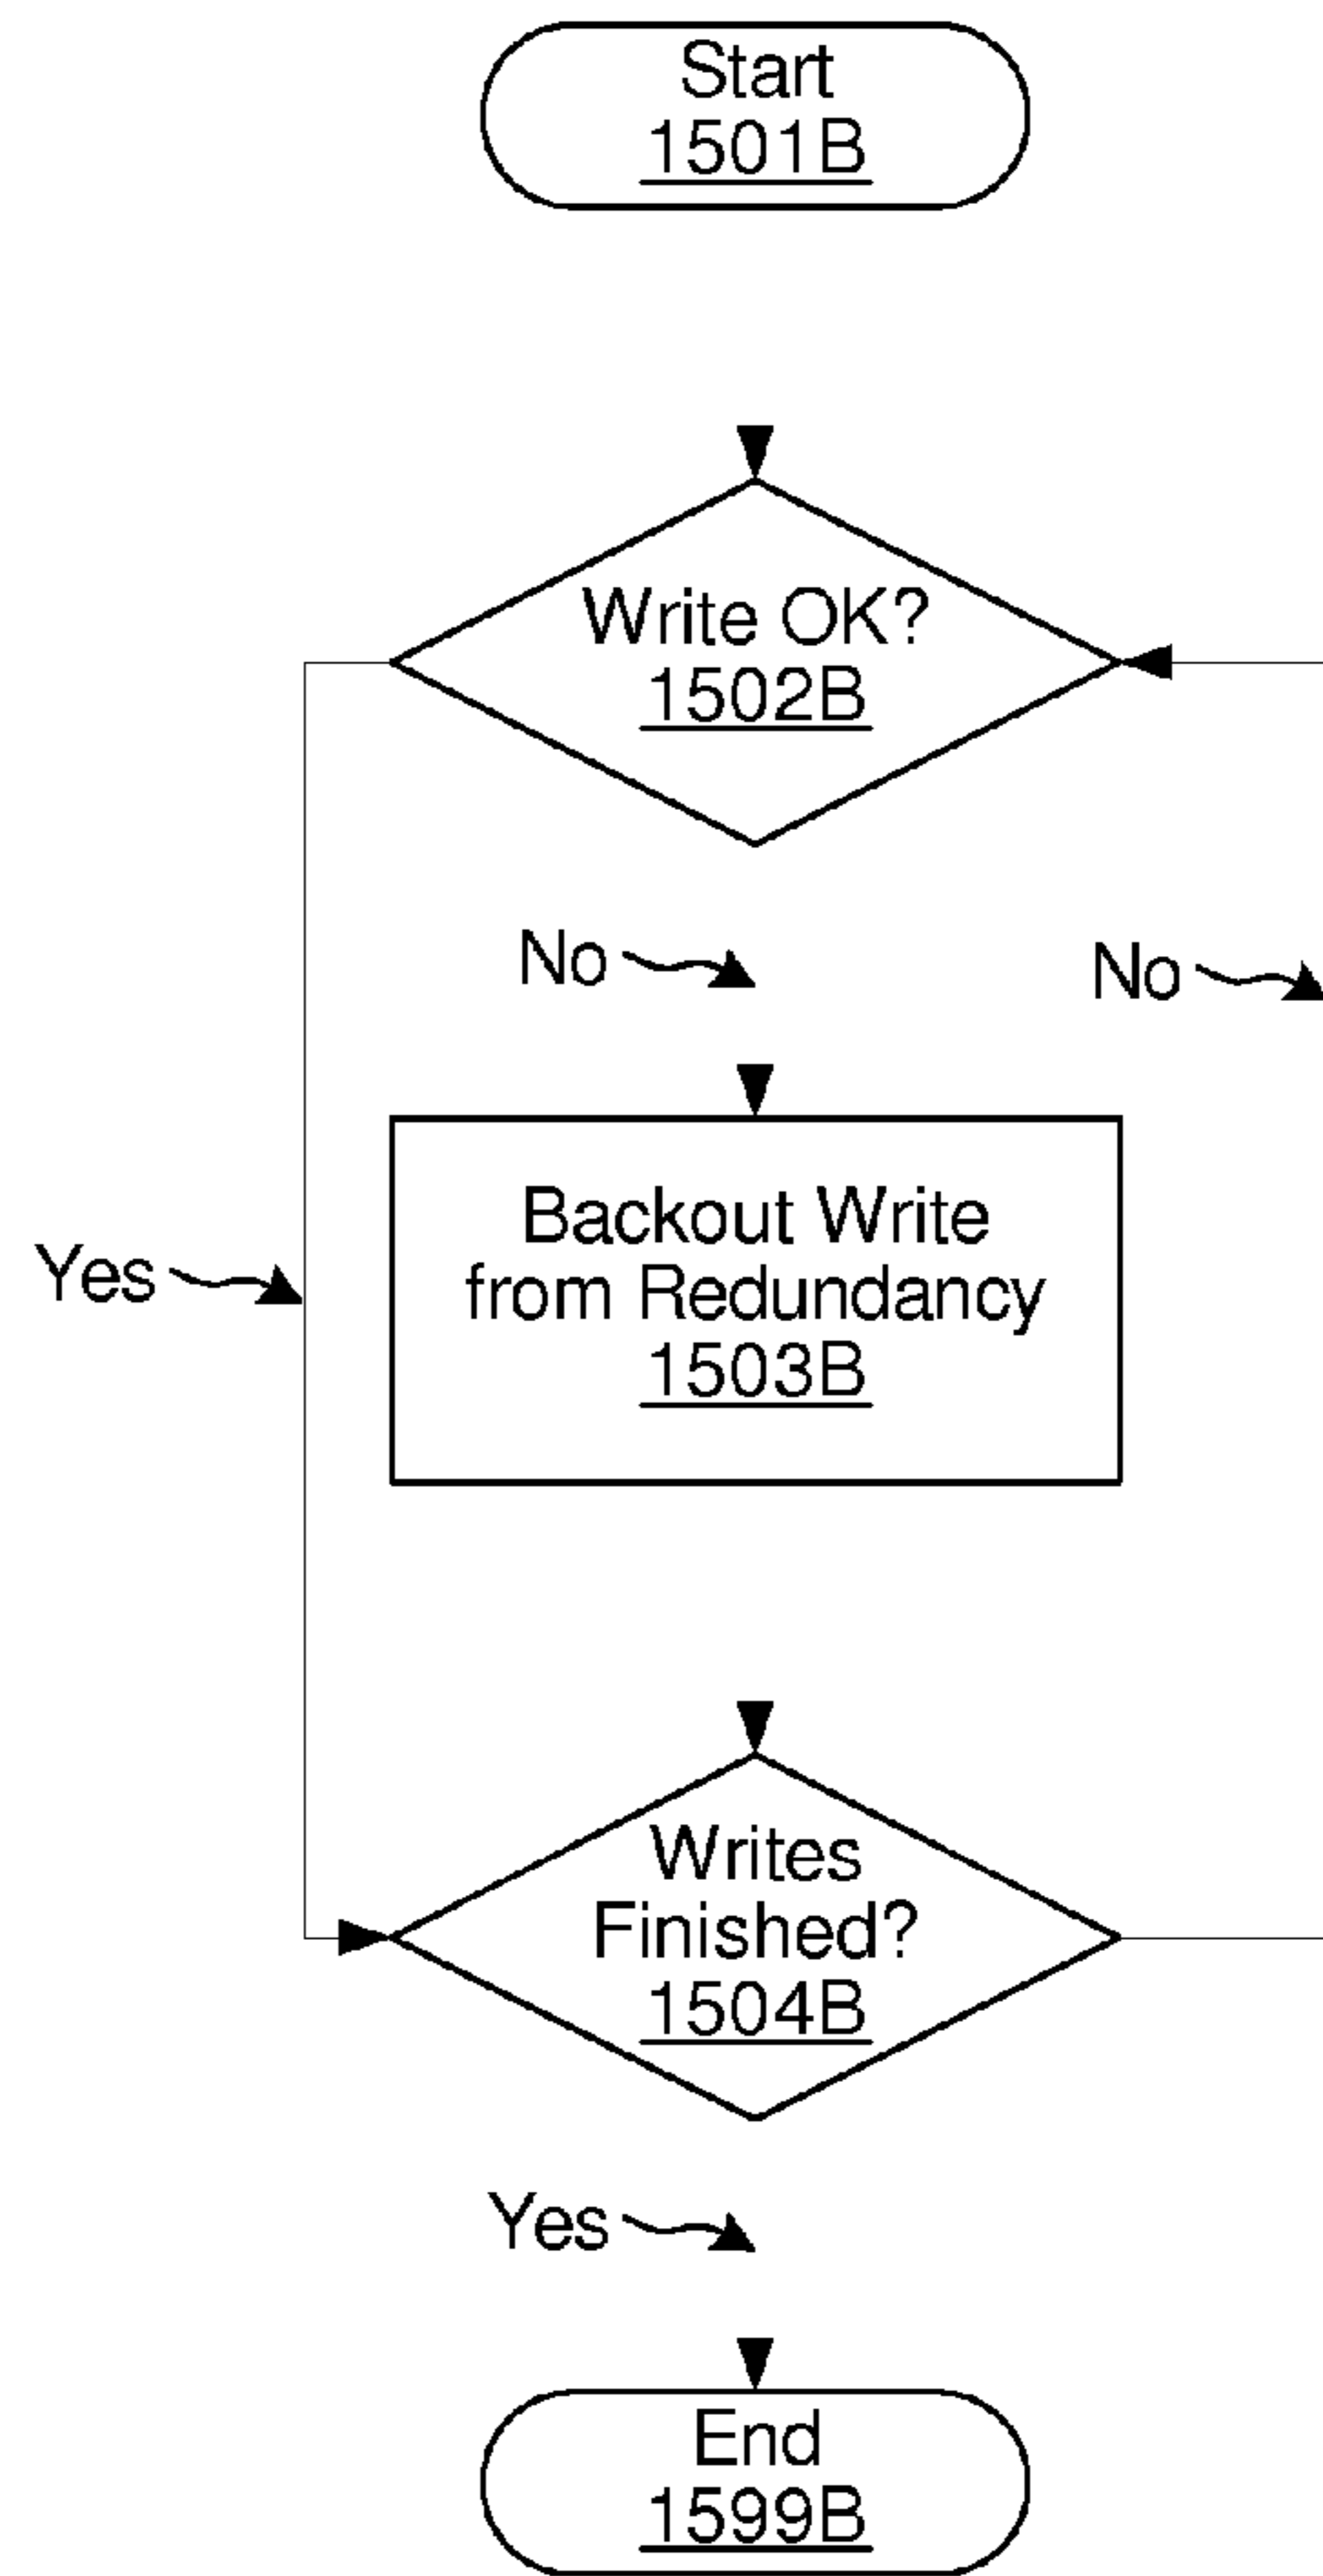 Start
1501B
Write OK?
1502B
No
No
Yes
Backout Write
from Redundancy
1503B
Writes
Finished?
1504B
Yes
End
1599B